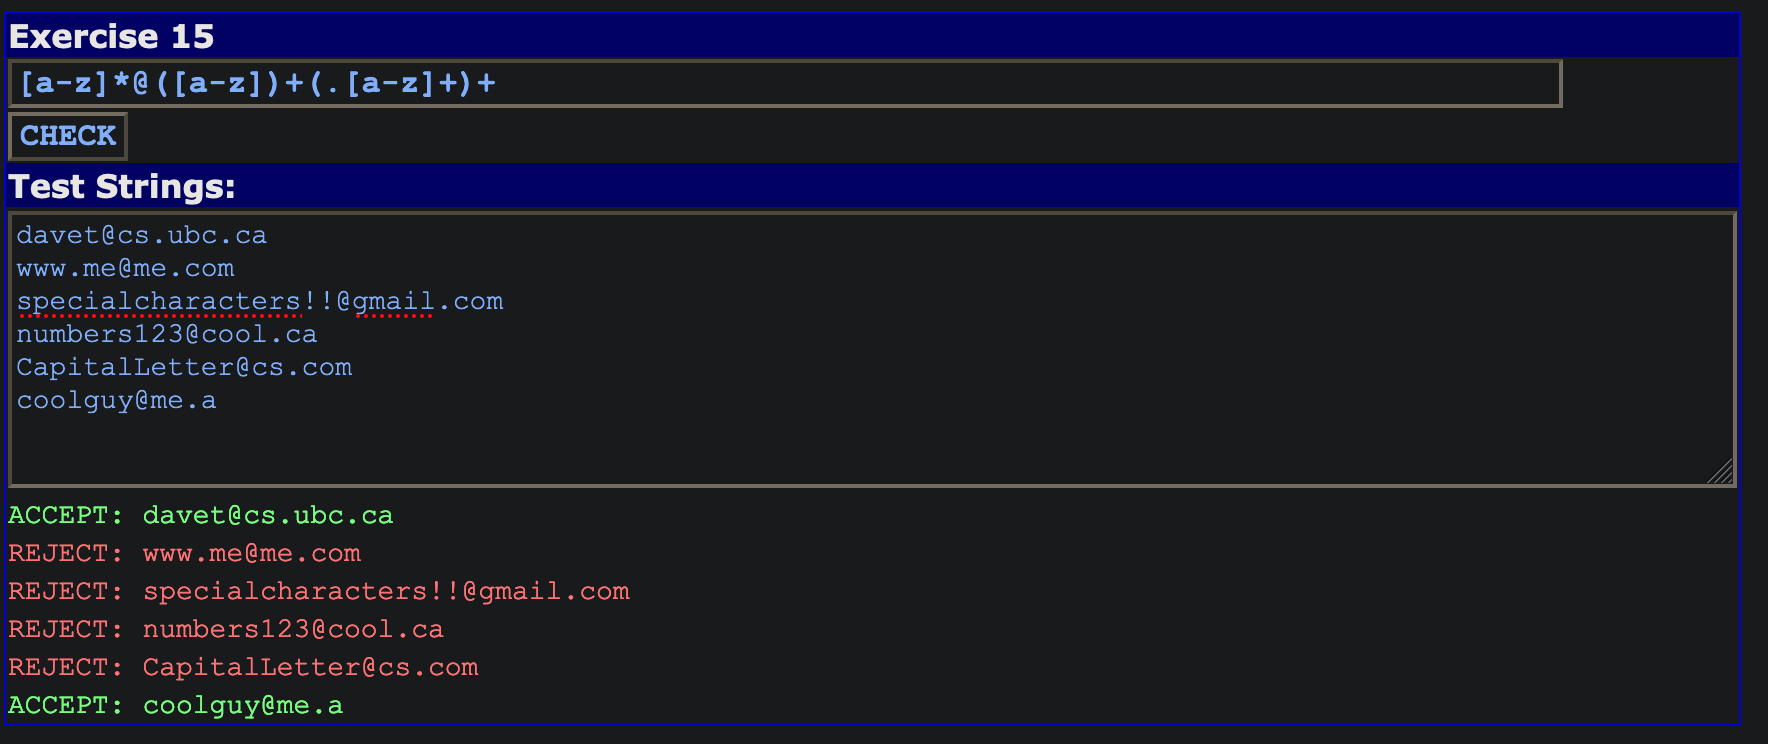 Exercise 15
[a-z]*@([a-z])+(.[a-z]+)+
CHECK
Test Strings:
davet@cs.ubc.ca
www.me@me.com
specialcharacters!!@gmail.com
numbers123@cool.ca
CapitalLetter@cs.com
coolguy@me.a
ACCEPT: davet@cs.ubc.ca
REJECT: www.me@me.com
REJECT: specialcharacters!!@gmail.com
REJECT: numbers123@cool.ca
REJECT: CapitalLetter@cs.com
ACCEPT: coolguy@me.a